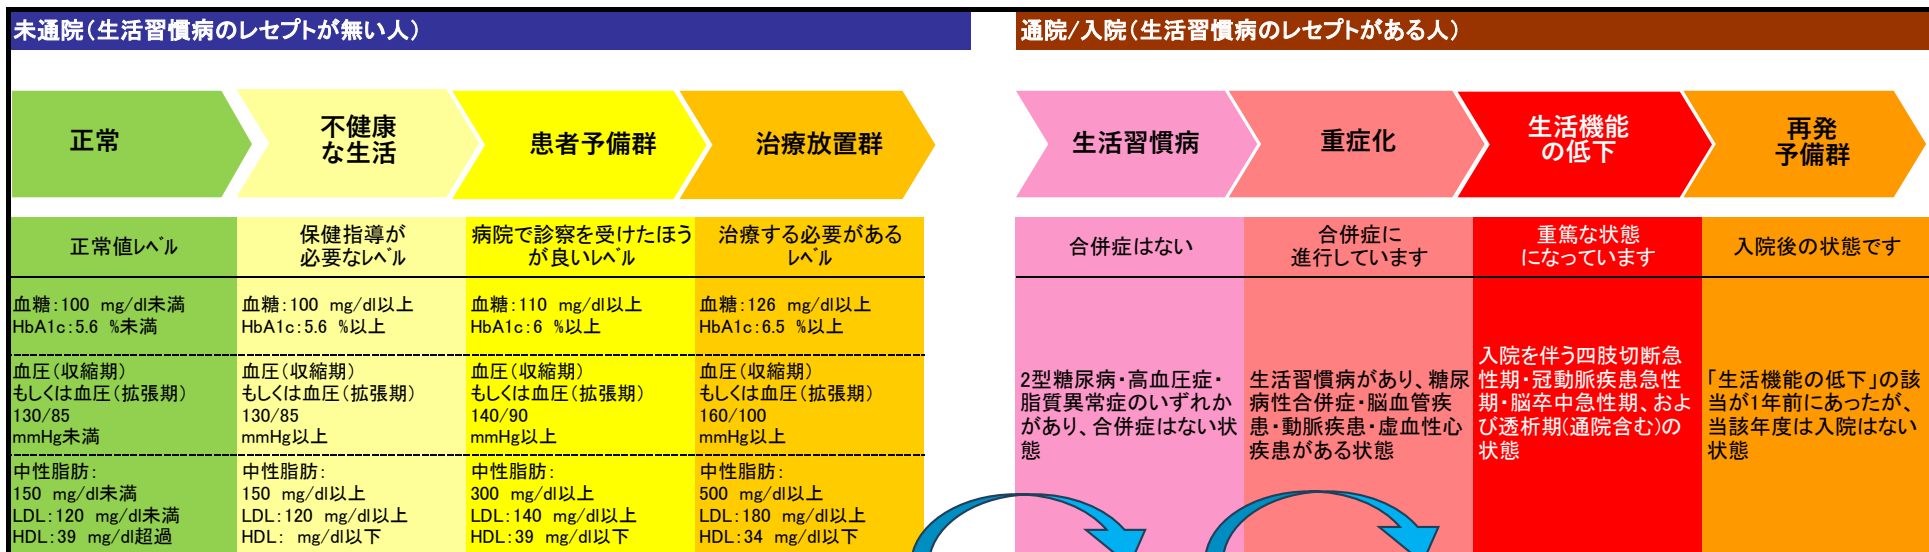 未通院(生活習慣病のレセプトが無い人)
通院/入院(生活習慣病のレセプトがある人)
正常
不健康
な生活
患者予備群
治療放置群
生活習慣病
重症化
生活機能
の低下
再発
予備群
正常値レベル
保健指導が
必要なレベル
病院で診察を受けたほう
が良いレベル
治療する必要がある
レベル
合併症はない
合併症に
進行しています
重篤な状態
になっています
入院後の状態です
血糖:100 mg/dl未満
HbA1c:5.6 %未満
血糖:100 mg/dl以上
HbA1c:5.6 %以上
血糖:110 mg/dl以上
HbA1c:6 %以上
血糖:126 mg/dl以上
HbA1c:6.5 %以上
血圧(収縮期)
もしくは血圧(拡張期)
130/85
mmHg未満
血圧(収縮期)
もしくは血圧(拡張期)
130/85
mmHg以上
血圧(収縮期)
もしくは血圧(拡張期)
140/90
mmHg以上
血圧(収縮期)
もしくは血圧(拡張期)
160/100
mmHg以上
中性脂肪:
150 mg/dl未満
LDL:120 mg/dl未満
HDL:39 mg/dl超過
中性脂肪:
150 mg/dl以上
LDL:120 mg/dl以上
HDL: mg/dl以下
中性脂肪:
300 mg/dl以上
LDL:140 mg/dl以上
HDL:39 mg/dl以下
中性脂肪:
500 mg/dl以上
LDL:180 mg/dl以上
HDL:34 mg/dl以下
2型糖尿病・高血圧症・
脂質異常症のいずれか
があり、合併症はない状
態
生活習慣病があり、糖尿
病性合併症・脳血管疾
患・動脈疾患・虚血性心
疾患がある状態
入院を伴う四肢切断急
性期・冠動脈疾患急性
期・脳卒中急性期、およ
び透析期(通院含む)の
状態
「生活機能の低下」の該
当が1年前にあったが、
当該年度は入院はない
状態